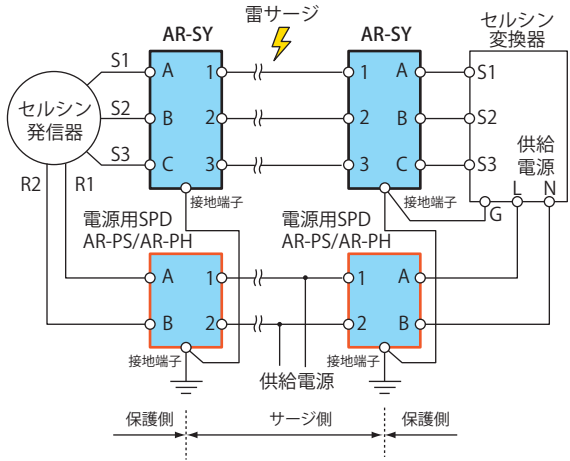 雷サージ
AR-SY
AR-SY
セルシン
変換器
S1
A
1
1
A
S1
セルシン
発信器
S2
B
2
2
B
S2
S3
C
3
3
C
S3
供給
電源
R2
R1
接地端子
接地端子
G
L
N
電源用SPD
AR-PS/AR-PH
電源用SPD
AR-PS/AR-PH
A
1
1
A
B
2
2
B
接地端子
供給電源
接地端子
保護側
サージ側
保護側